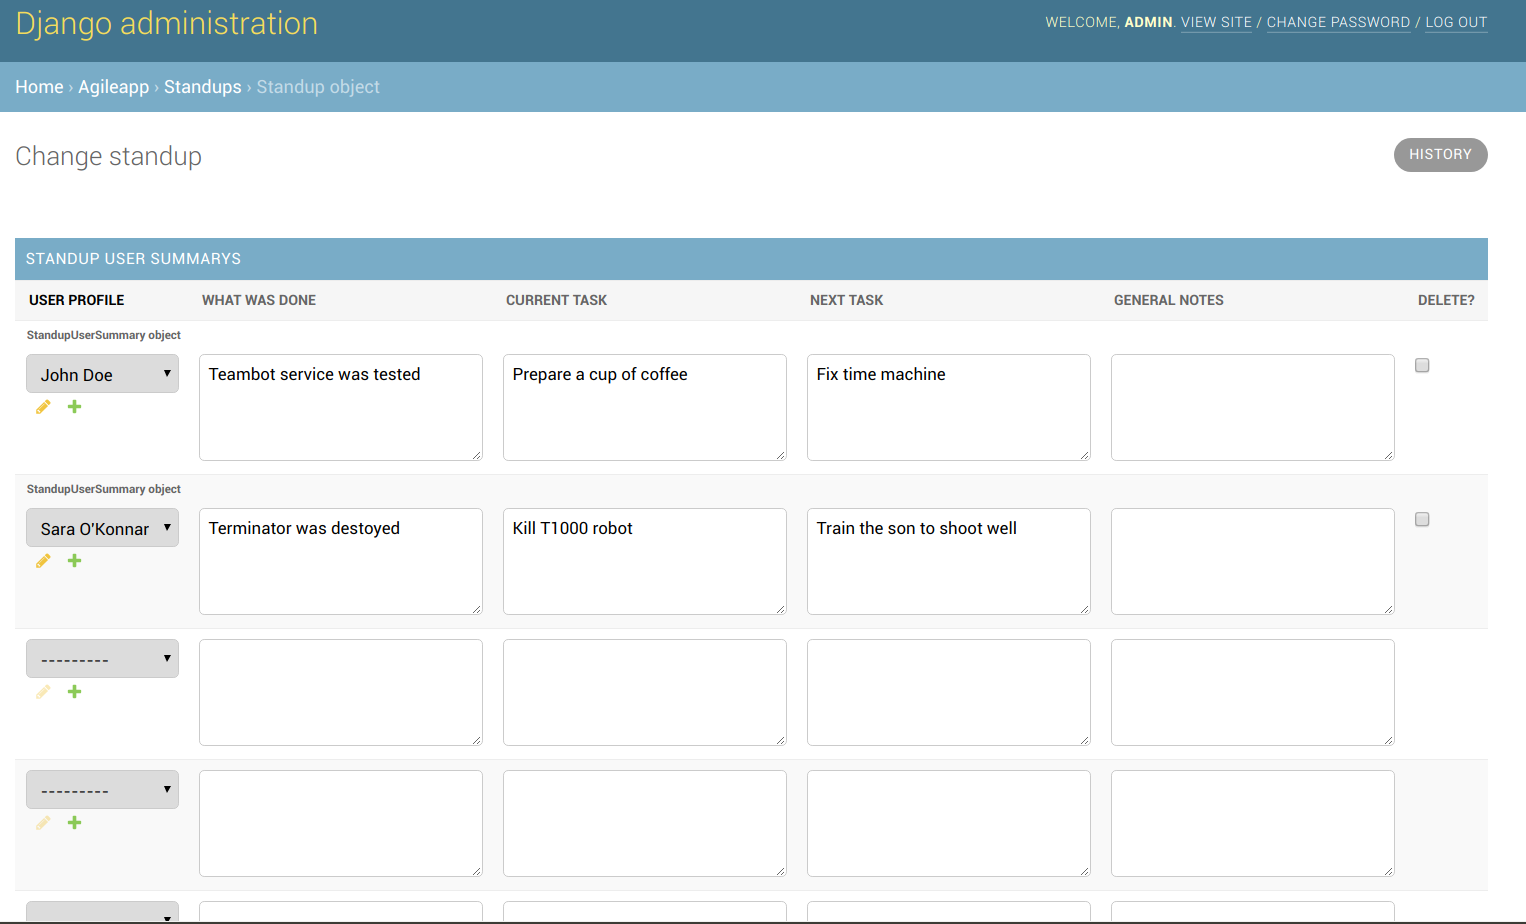 Django administration
WELCOME, ADMIN. VIEW SITE / CHANGE PASSWORD / LOG OUT
Home › Agileapp › Standups › Standup object
Change standup
HISTORY
STANDUP USER SUMMARYS
USER PROFILE WHAT WAS DONE CURRENT TASK NEXT TASK GENERAL NOTES DELETE?
StandupUserSummary object
John Doe Teambot service was tested Prepare a cup of coffee Fix time machine
StandupUserSummary object
Sara O'Konnar Terminator was destoyed Kill T1000 robot Train the son to shoot well
---------
---------